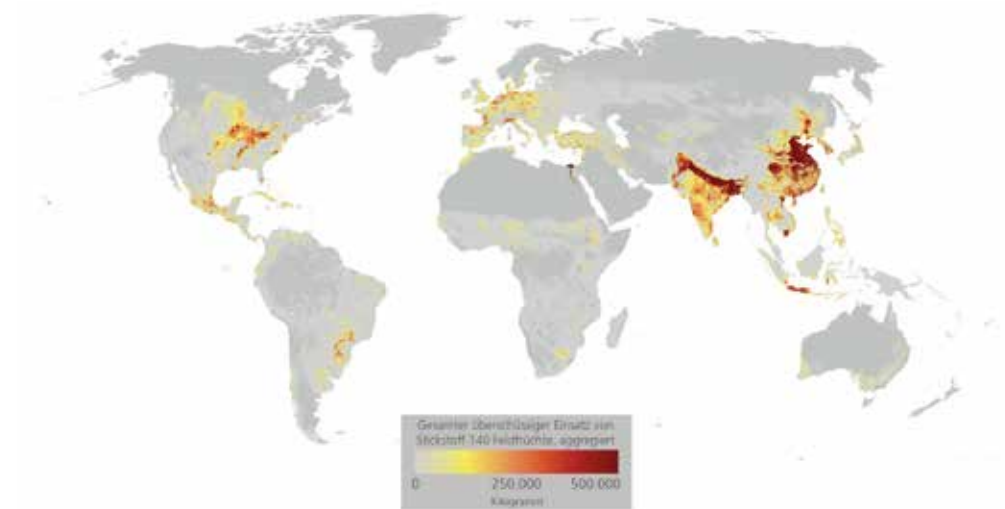 Gesamter überschüssiger Einsatz von
Stickstoff 140 Feldfrüchte, aggregiert
0 250.000 500.000
Kilogramm